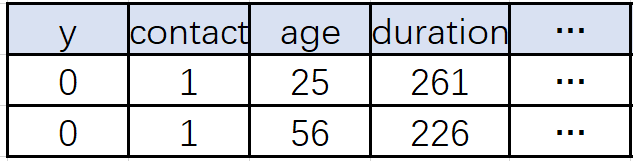 y contact age duration ...
0 1 25 261 ...
0 1 56 226 ...